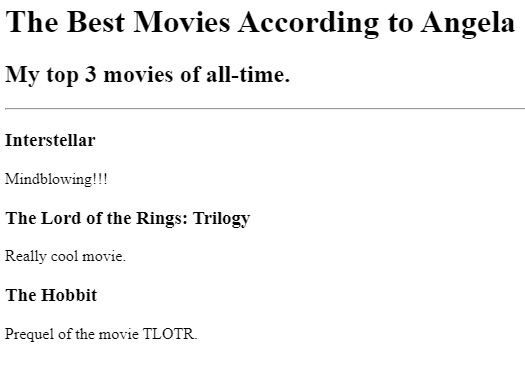 The Best Movies According to Angela
My top 3 movies of all-time.
Interstellar
Mindblowing!!!
The Lord of the Rings: Trilogy
Really cool movie.
The Hobbit
Prequel of the movie TLOTR.